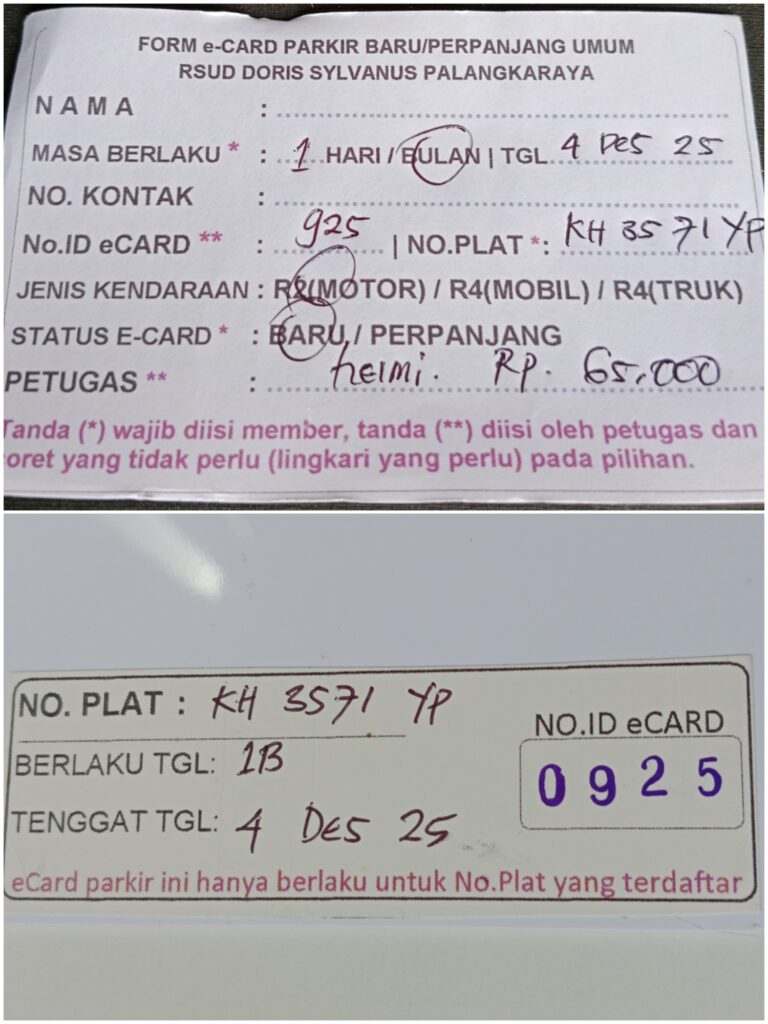 FORM e-CARD PARKIR BARU/PERPANJANG UMUM
RSUD DORIS SYLVANUS PALANGKARAYA
NAMA :
MASA BERLAKU * : 1 HARI / BULAN | TGL 4 DES 25
NO. KONTAK :
No.ID eCARD ** : 925 | NO.PLAT *: KH 3571 YP
JENIS KENDARAAN : R2(MOTOR) / R4(MOBIL) / R4(TRUK)
STATUS E-CARD * : BARU / PERPANJANG
PETUGAS ** : helmi. Rp. 65.000
Tanda (*) wajib diisi member, tanda (**) diisi oleh petugas dan
coret yang tidak perlu (lingkari yang perlu) pada pilihan.
NO. PLAT : KH 3571 YP
NO.ID eCARD
BERLAKU TGL: 1B
0925
TENGGAT TGL: 4 DES 25
eCard parkir ini hanya berlaku untuk No.Plat yang terdaftar